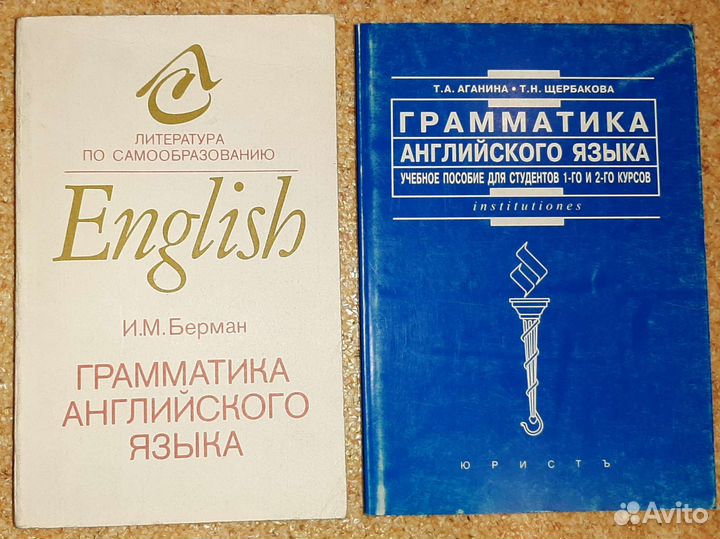 ЛИТЕРАТУРА
ПО САМООБРАЗОВАНИЮ
English
И.М.Берман
ГРАММАТИКА
АНГЛИЙСКОГО
ЯЗЫКА
Т.А. АГАНИНА • Т.Н. ЩЕРБАКОВА
ГРАММАТИКА
АНГЛИЙСКОГО ЯЗЫКА
УЧЕБНОЕ ПОСОБИЕ ДЛЯ СТУДЕНТОВ 1-ГО И 2-ГО КУРСОВ
institutiones
ЮРИСТЪ
Avito